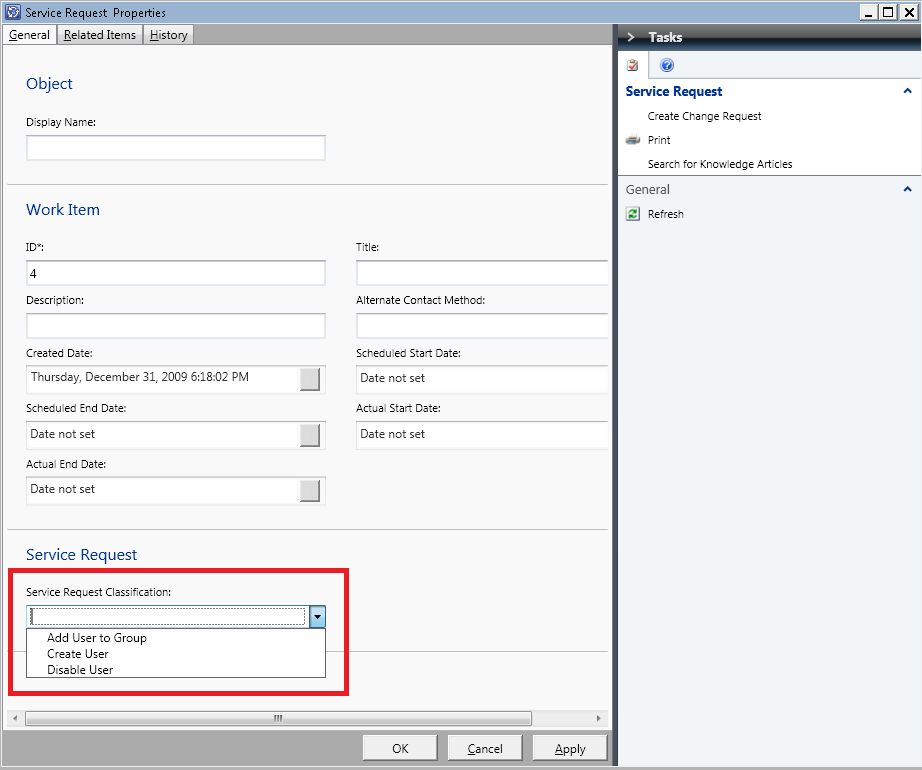 Service Request Properties
General Related Items History
Object
Display Name:
Work Item
ID*: Title:
4
Description: Alternate Contact Method:
Created Date: Scheduled Start Date:
Thursday, December 31, 2009 6:18:02 PM Date not set
Scheduled End Date: Actual Start Date:
Date not set Date not set
Actual End Date:
Date not set
Service Request
Service Request Classification:
Add User to Group
Create User
Disable User
OK Cancel Apply
Tasks
Service Request
Create Change Request
Print
Search for Knowledge Articles
General
Refresh